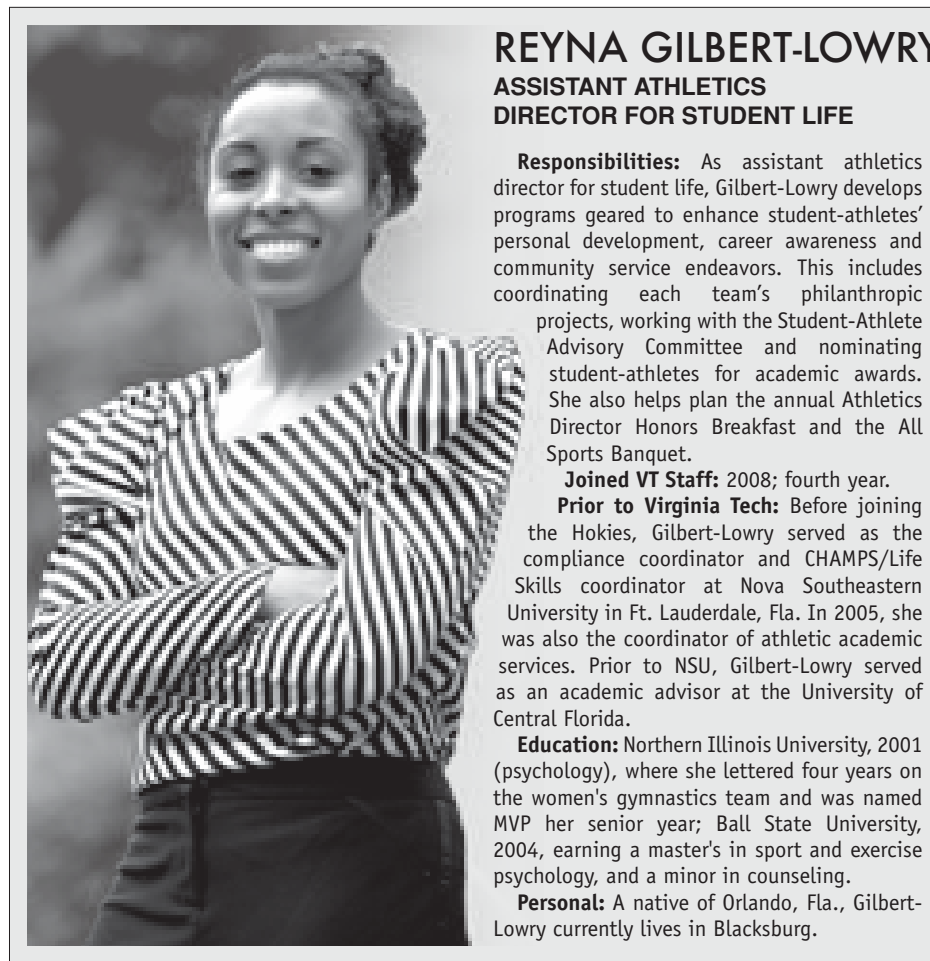 REYNA GILBERT-LOWRY
ASSISTANT ATHLETICS
DIRECTOR FOR STUDENT LIFE
Responsibilities: As assistant athletics
director for student life, Gilbert-Lowry develops
programs geared to enhance student-athletes’
personal development, career awareness and
community service endeavors. This includes
coordinating each team’s philanthropic
projects, working with the Student-Athlete
Advisory Committee and nominating
student-athletes for academic awards.
She also helps plan the annual Athletics
Director Honors Breakfast and the All
Sports Banquet.
Joined VT Staff: 2008; fourth year.
Prior to Virginia Tech: Before joining
the Hokies, Gilbert-Lowry served as the
compliance coordinator and CHAMPS/Life
Skills coordinator at Nova Southeastern
University in Ft. Lauderdale, Fla. In 2005, she
was also the coordinator of athletic academic
services. Prior to NSU, Gilbert-Lowry served
as an academic advisor at the University of
Central Florida.
Education: Northern Illinois University, 2001
(psychology), where she lettered four years on
the women's gymnastics team and was named
MVP her senior year; Ball State University,
2004, earning a master's in sport and exercise
psychology, and a minor in counseling.
Personal: A native of Orlando, Fla., Gilbert-
Lowry currently lives in Blacksburg.